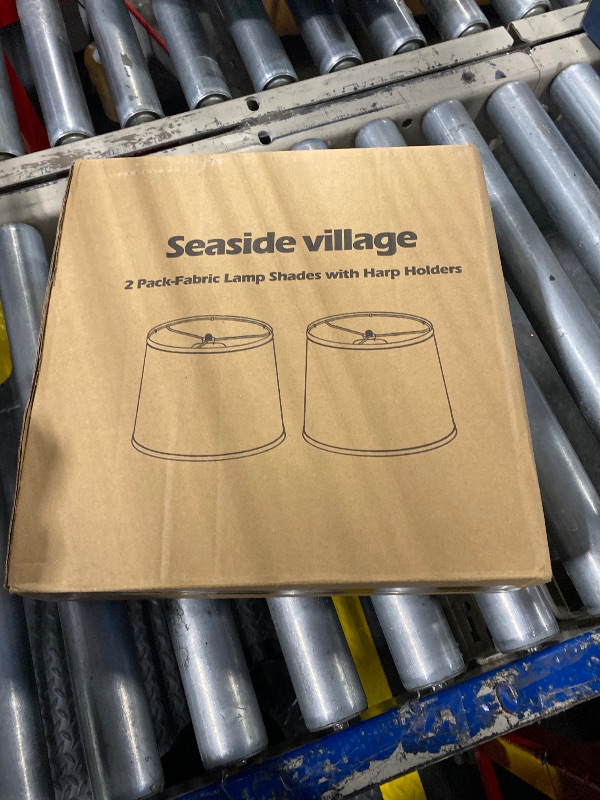 Seaside village
2 Pack-Fabric Lamp Shades with Harp Holders